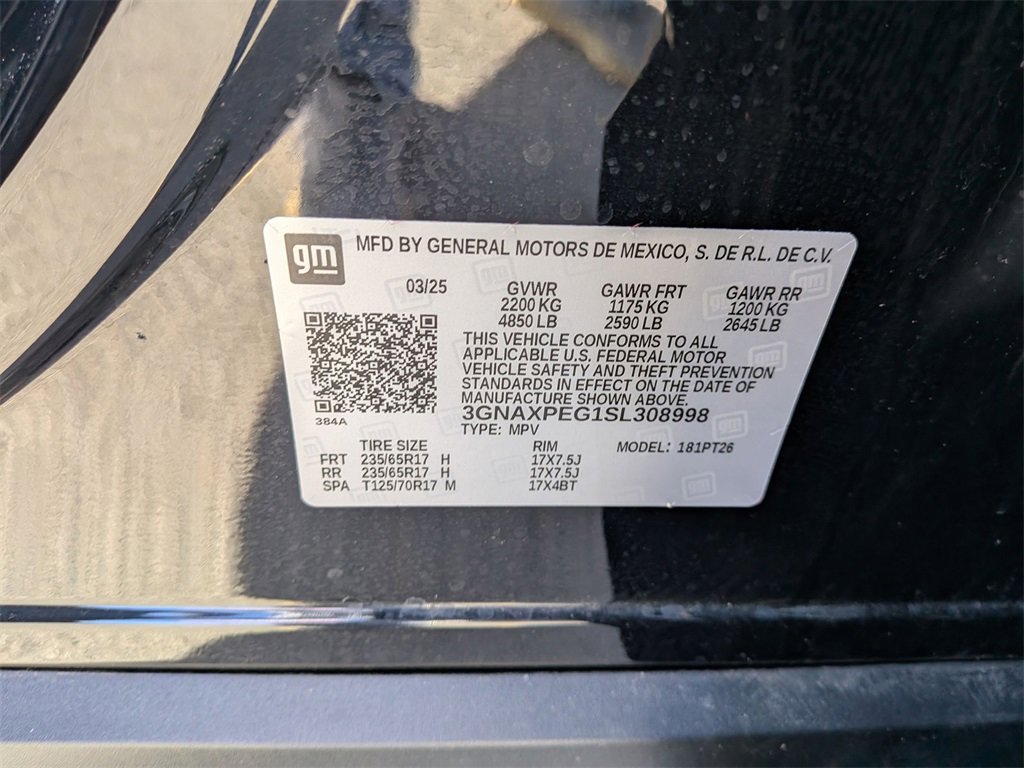 gm MFD BY GENERAL MOTORS DE MEXICO, S. DE R.L. DE C.V.
03/25 GVWR GAWR FRT GAWR RR
2200 KG 1175 KG 1200 KG
4850 LB 2590 LB 2645 LB
THIS VEHICLE CONFORMS TO ALL
APPLICABLE U.S. FEDERAL MOTOR
VEHICLE SAFETY AND THEFT PREVENTION
STANDARDS IN EFFECT ON THE DATE OF
MANUFACTURE SHOWN ABOVE.
3GNAXPEG1SL308998
384A
TYPE: MPV
TIRE SIZE RIM MODEL: 181PT26
FRT 235/65R17 H 17X7.5J
RR 235/65R17 H 17X7.5J
SPA T125/70R17 M 17X4BT